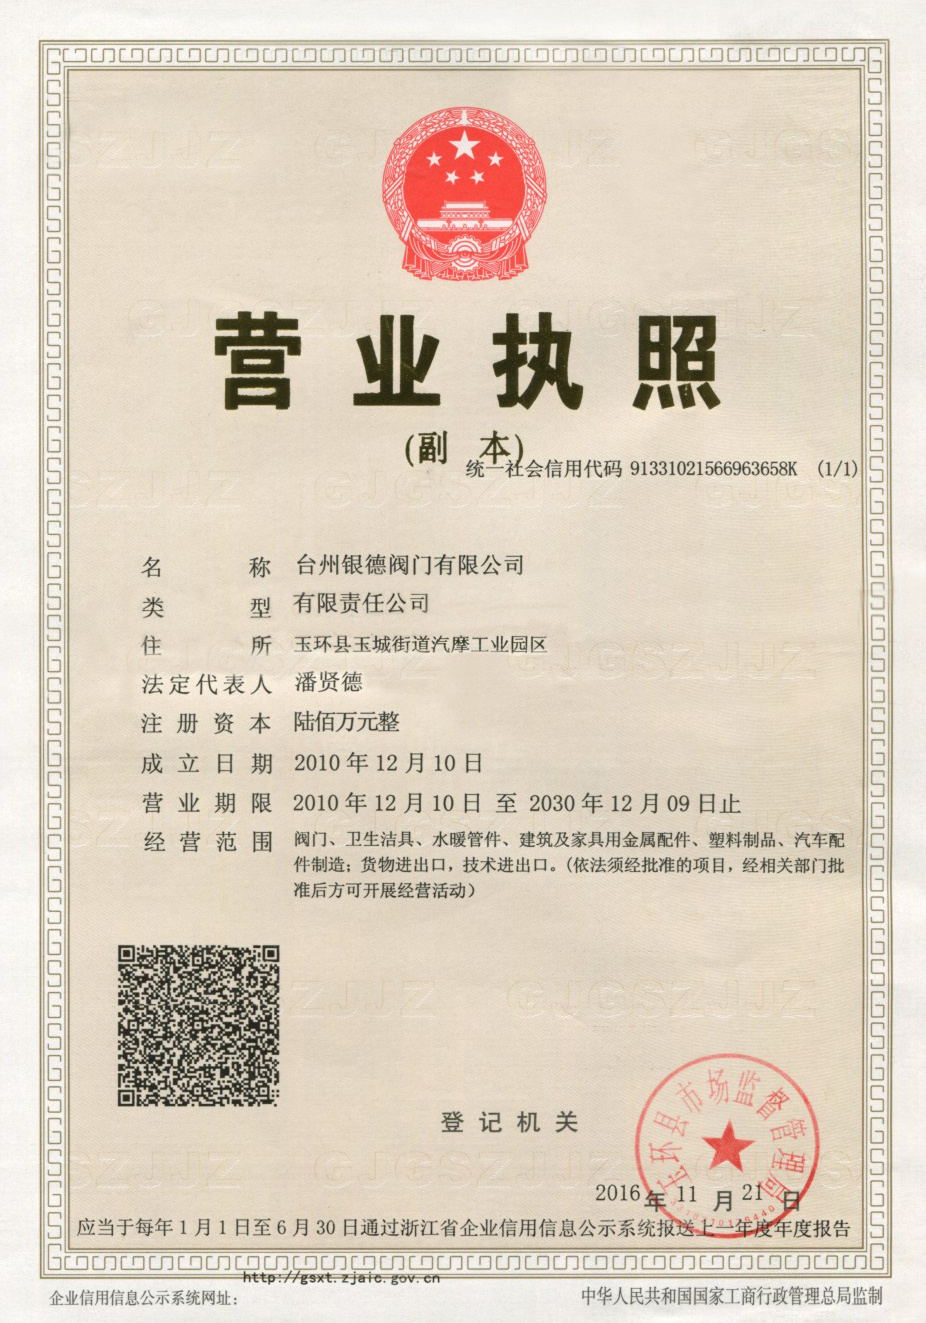 营业执照
(副 本)
统一社会信用代码 91331021566963658K (1/1)
名 称 台州银德阀门有限公司
类 型 有限责任公司
住 所 玉环县玉城街道汽摩工业园区
法定代表人 潘贤德
注册资本 陆佰万元整
成立日期 2010年12月10日
营业期限 2010年12月10日 至 2030年12月09日止
经营范围 阀门、卫生洁具、水暖管件、建筑及家具用金属配件、塑料制品、汽车配
件制造；货物进出口，技术进出口。（依法须经批准的项目，经相关部门批
准后方可开展经营活动）
登记机关
玉环县市场监督管理局
2016年11月21日
应当于每年1月1日至6月30日通过浙江省企业信用信息公示系统报送上一年度年度报告
http://gsxt.zjaic.gov.cn
企业信用信息公示系统网址：
中华人民共和国国家工商行政管理总局监制